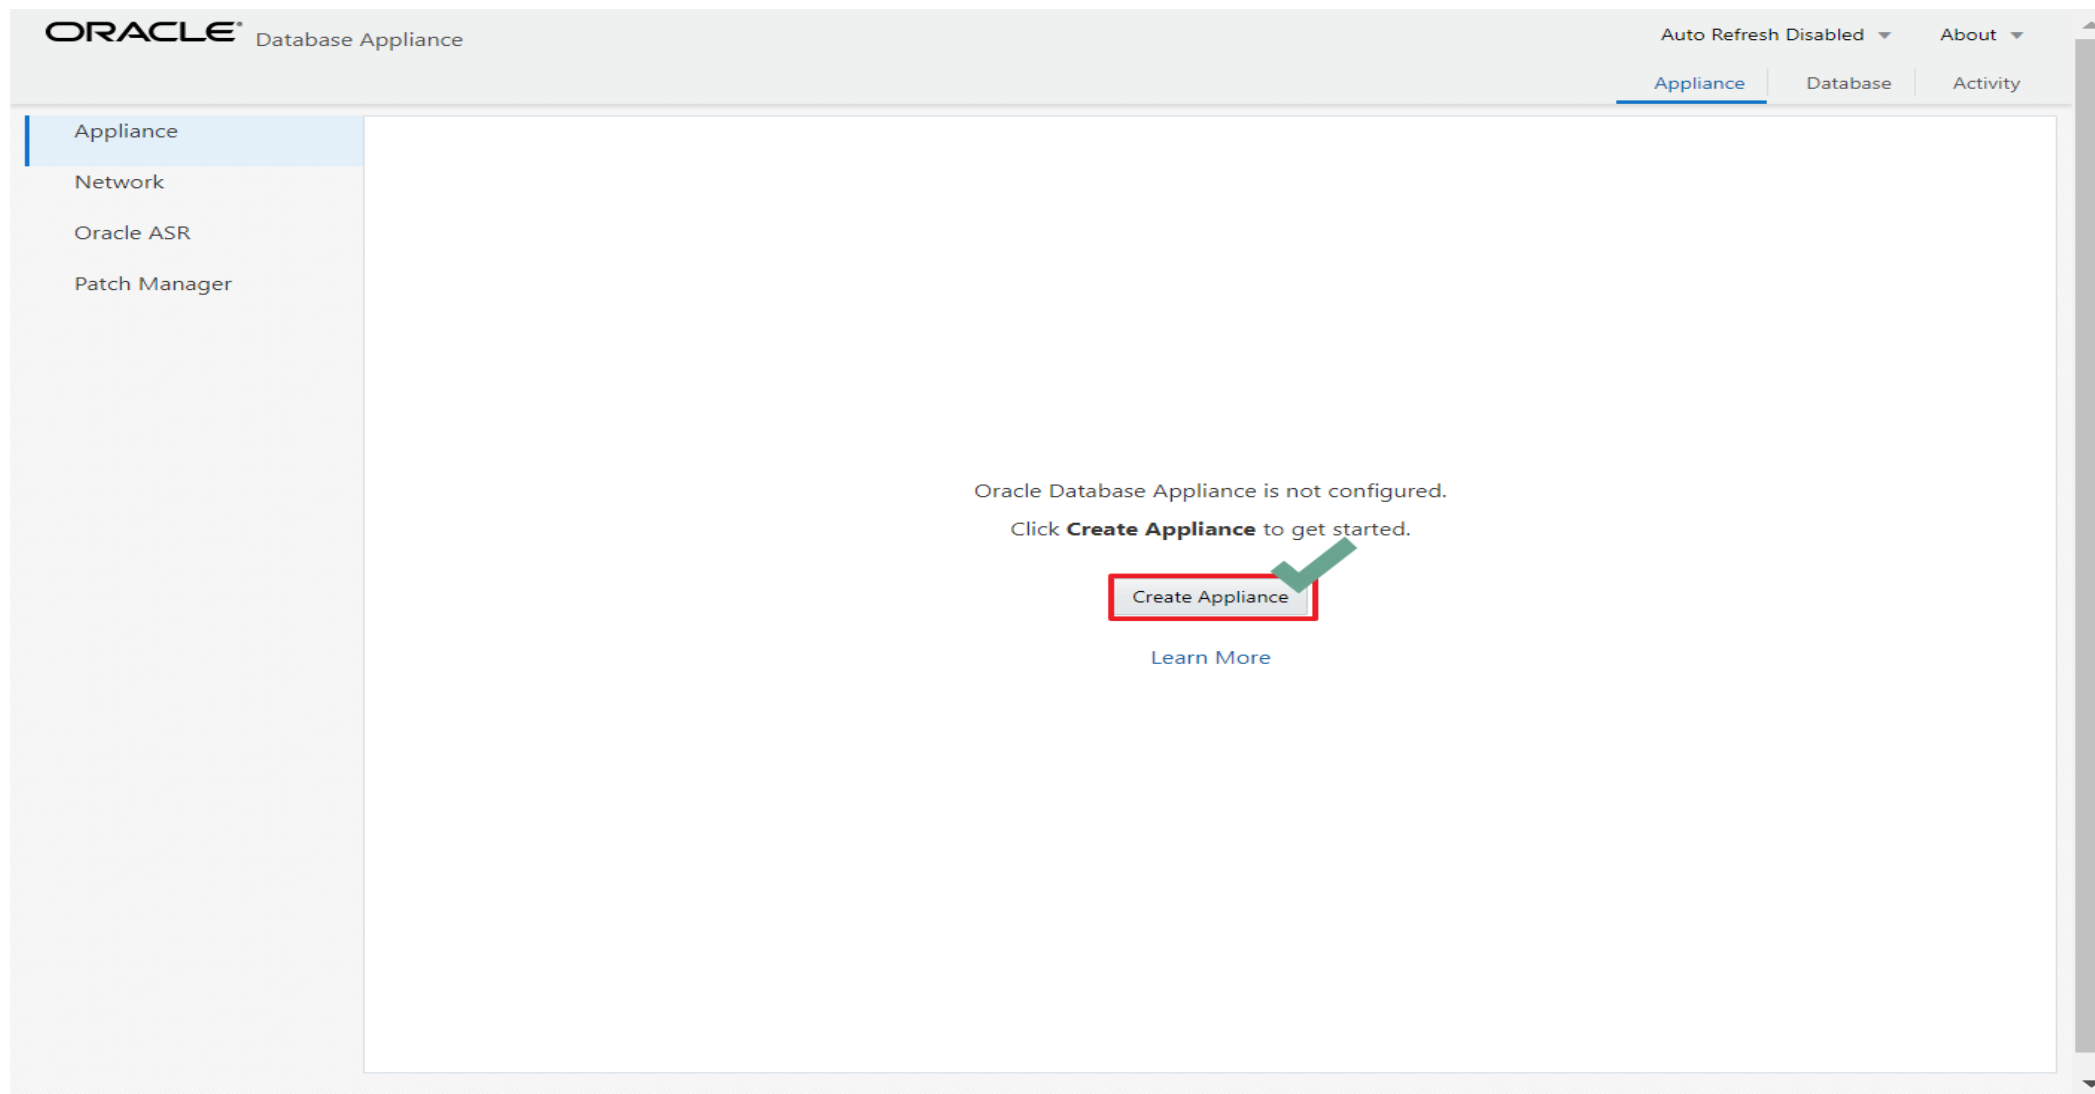 ORACLE® Database Appliance
Auto Refresh Disabled
About
Appliance
Database
Activity
Appliance
Network
Oracle ASR
Patch Manager
Oracle Database Appliance is not configured.
Click Create Appliance to get started.
Create Appliance
Learn More